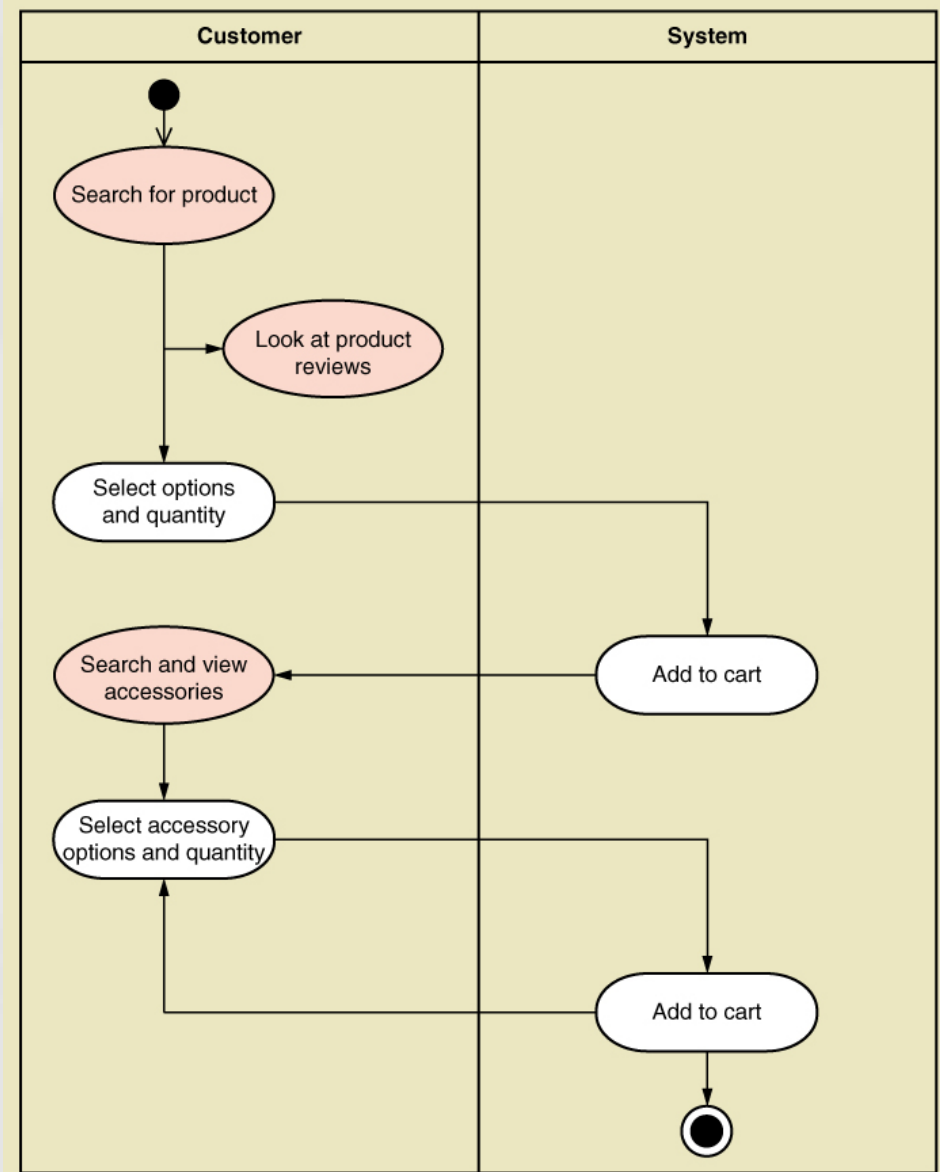 Customer
System
Search for product
Look at product
reviews
Select options
and quantity
Search and view
accessories
Add to cart
Select accessory
options and quantity
Add to cart